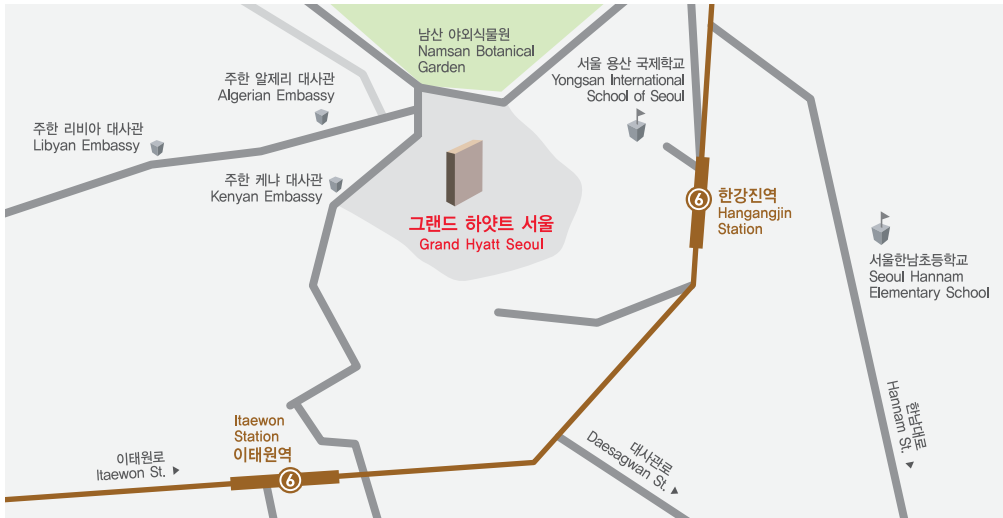 남산 야외식물원
Namsan Botanical
Garden
서울 용산 국제학교
Yongsan International
School of Seoul
주한 알제리 대사관
Algerian Embassy
주한 리비아 대사관
Libyan Embassy
주한 케냐 대사관
Kenyan Embassy
그랜드 하얏트 서울
Grand Hyatt Seoul
6
한강진역
Hangangjin
Station
서울한남초등학교
Seoul Hannam
Elementary School
한남대로
Hannam St.
Itaewon
Station
이태원역
6
이태원로
Itaewon St.
대사관로
Daesagwan St.